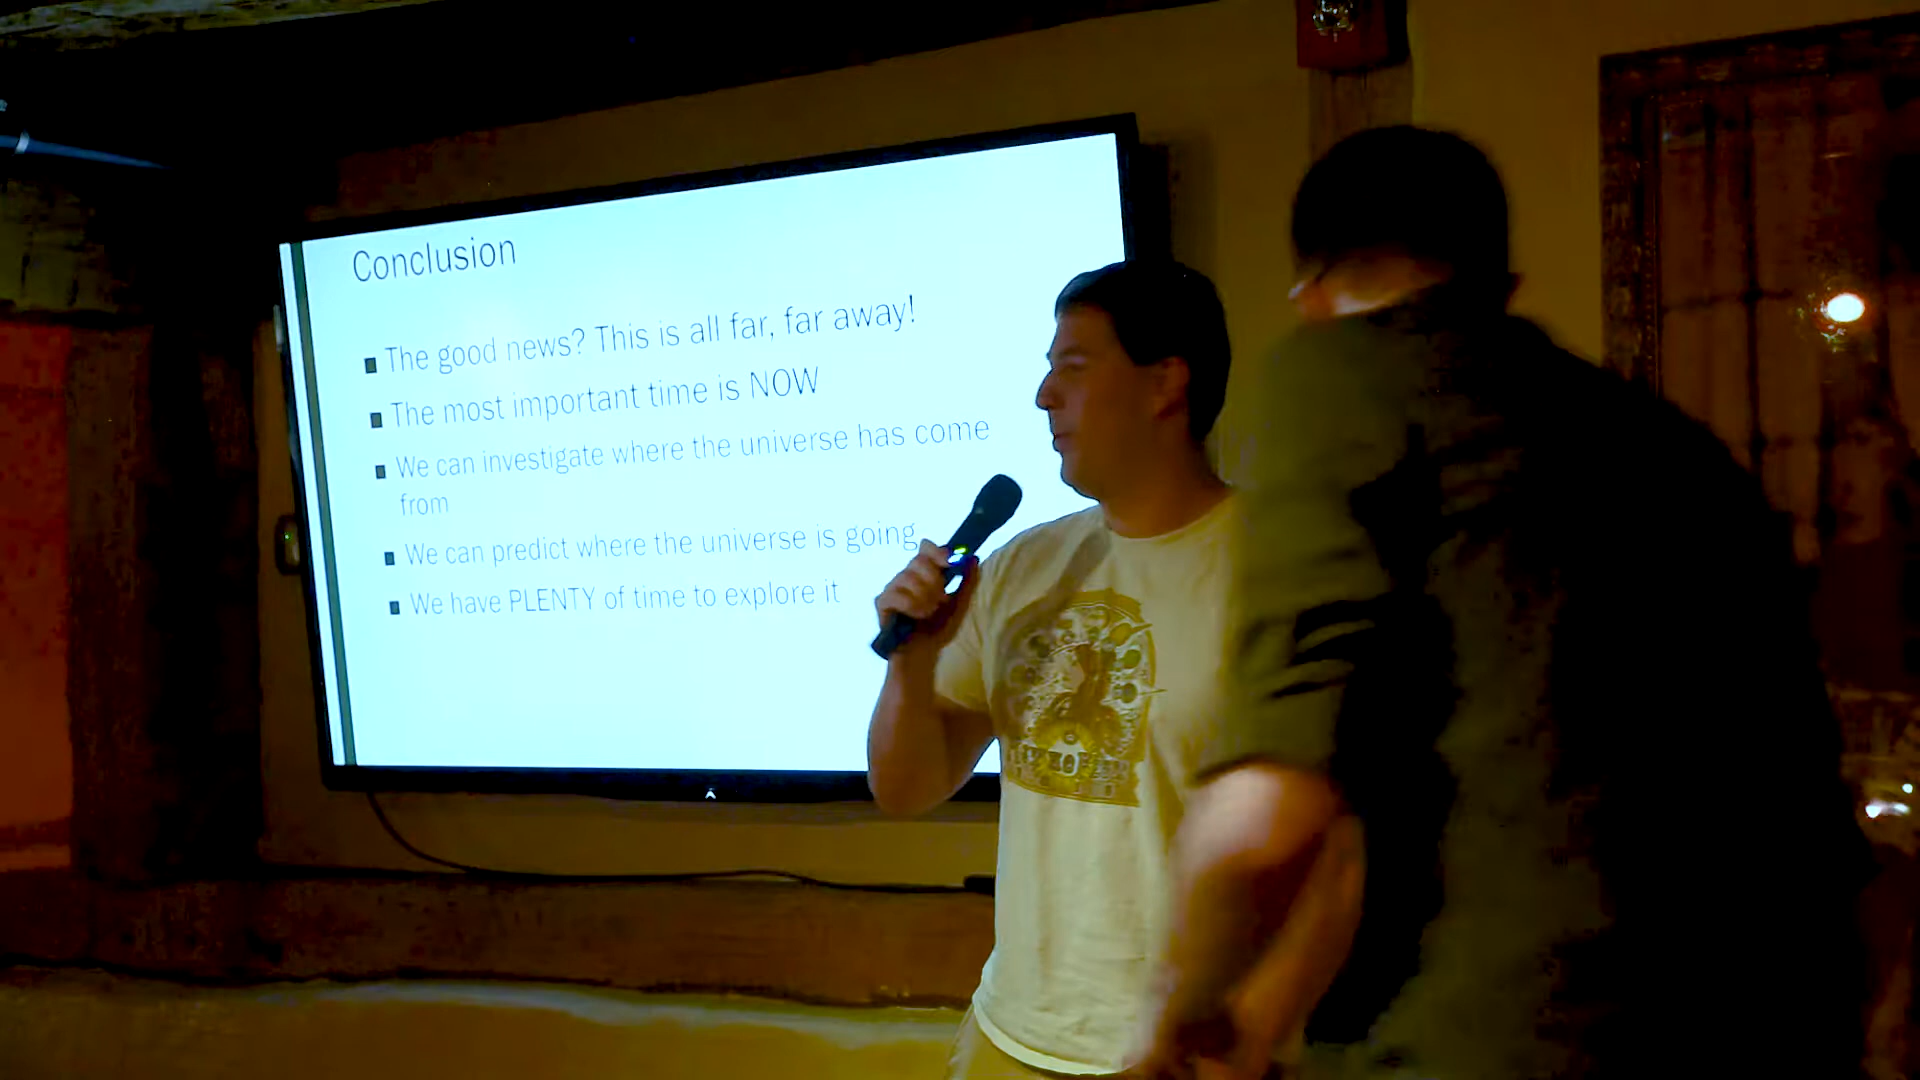 Conclusion
The good news? This is all far, far away!
The most important time is NOW
We can investigate where the universe has come
from
We can predict where the universe is going
We have PLENTY of time to explore it